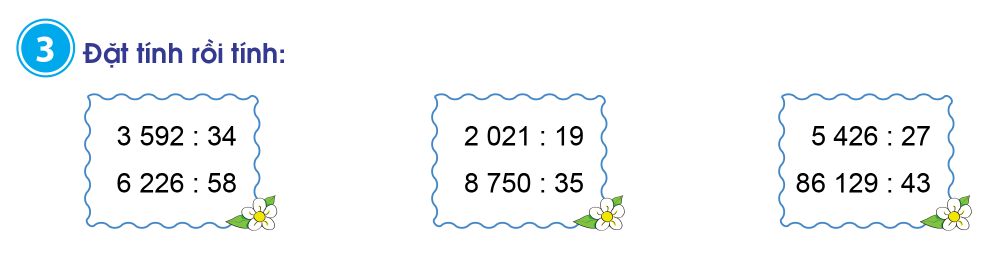 3 Đặt tính rồi tính:
3 592 : 34
6 226 : 58
2 021 : 19
8 750 : 35
5 426 : 27
86 129 : 43